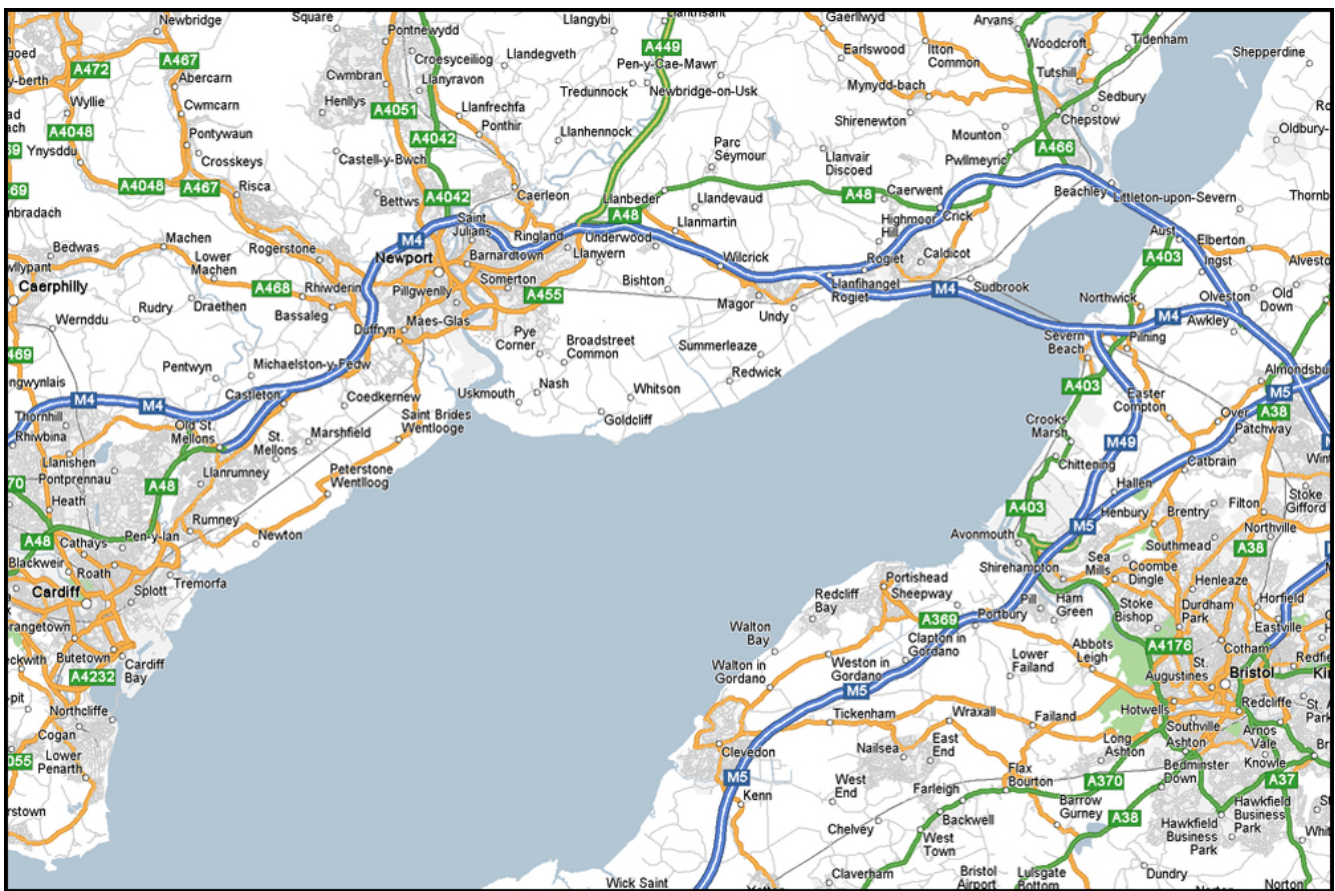 Newbridge
Square
Llangybi
Llantrisant
Gaerllwyd
Arvans
Pontnewydd
Woodcroft
Tidenham
Shepperdine
goed
A472
A467
Abercarn
Croesyceiliog
Llandegveth
A449
Pen-y-Cae-Mawr
Earlswood
Itton
Common
Tutshill
y-berth
Wyllie
Cwmbran
Llanyravon
Tredunnock
Newbridge-on-Usk
Mynydd-bach
Sedbury
Henllys
A4051
Cwmcarn
Llanfrechfa
Shirenewton
Chepstow
A4048
Pontywaun
A4042
Ponthir
Llanhennock
Mounton
Oldbury-
Ynysddu
Crosskeys
Castell-y-Bwch
Parc
Seymour
Llanvair
Discoed
Pwllmeyric
A466
A4048
A467
Risca
Bettws
A4042
Caerleon
Llanbeder
Llandevaud
A48
Caerwent
Beachley
Littleton-upon-Severn
Thornb
mbradach
Saint
Julians
A48
Llanmartin
Highmoor
Hill
Crick
Aust
Bedwas
Machen
Rogerstone
M4
Newport
Ringland
Underwood
Elberton
Lower
Machen
Barnardtown
Llanwern
Wilcrick
Rogiet
Caldicot
A403
Ingst
Alvesto
wllypant
Caerphilly
A468
Rhiwderin
Pillgwenlly
Somerton
Bishton
Llanfihangel
Rogiet
Sudbrook
Rudry
Draethen
Bassaleg
A455
Magor
M4
Northwick
Olveston
Old
Down
Wernddu
Duffryn
Maes-Glas
Undy
M4
Awkley
Pye
Corner
Broadstreet
Common
Summerleaze
Severn
Beach
Pilning
469
Pentwyn
Michaelston-y-Fedw
Redwick
Almondsbu
ngwynlais
Castleton
Coedkernew
Uskmouth
Nash
Whitson
A403
Easter
Compton
M5
M4
M4
Thornhill
Old St.
Mellons
Saint Brides
Wentlooge
Goldcliff
Crooks
Marsh
Over
A38
Patchway
Rhiwbina
St.
Mellons
Marshfield
M49
Llanishen
Pontprennau
Llanrumney
Peterstone
Wentlloog
Chittening
Catbrain
70
A48
Hallen
Heath
A403
Henbury
Brentry
Filton
Stoke
Gifford
Rumney
M5
Northville
A48
Cathays
Pen-y-lan
Newton
Avonmouth
Southmead
A38
Blackweir
Roath
Sea
Mills
Coombe
Dingle
Tremorfa
Shirehampton
Henleaze
Cardiff
Splott
Portishead
Redcliff
Bay
Sheepway
Pill
Ham
Green
Stoke
Bishop
Durdham
Park
Horfield
rangetown
Walton
Bay
A369
Portbury
Eastville
Clapton in
Gordano
Abbots
Leigh
A4176
Cotham
eckwith
Butetown
Cardiff
Bay
Walton in
Gordano
Weston in
Gordano
Lower
Failand
St.
Augustines
Bristol
A4232
M5
Northcliffe
Tickenham
Wraxall
Failand
Hotwells
Redcliffe
Cogan
Southville
Lower
Penarth
Clevedon
Nailsea
East
End
Long
Ashton
Ashton
Arnos
Vale
055
M5
West
End
Flax
Bourton
Bedminster
Down
Knowle
Kenn
Farleigh
A370
A37
Barrow
Gurney
A38
Hawkfield
Business
Park
Chelvey
Backwell
Hawkfield
Business
Park
West
Town
Claverham
Bristol
Airport
Lulsgate
Bottom
Dundry
Wick Saint
Norton